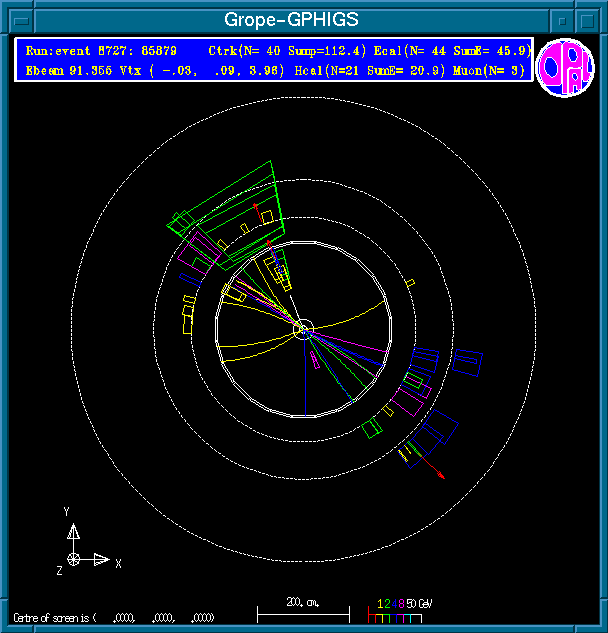 Grope-GPHIGS
Run:event 8727: 85879 Ctrk(N= 40 Sump=112.4) Ecal(N= 44 SumE= 45.9)
Ebeam 91.356 Vtx ( -.03, .09, 3.96) Hcal(N=21 SumE= 20.9) Muon(N= 3)
OPAL
Y
X
Z
200. cm.
1 2 4 8 50 GeV
Centre of screen is ( .0000, .0000, .0000)